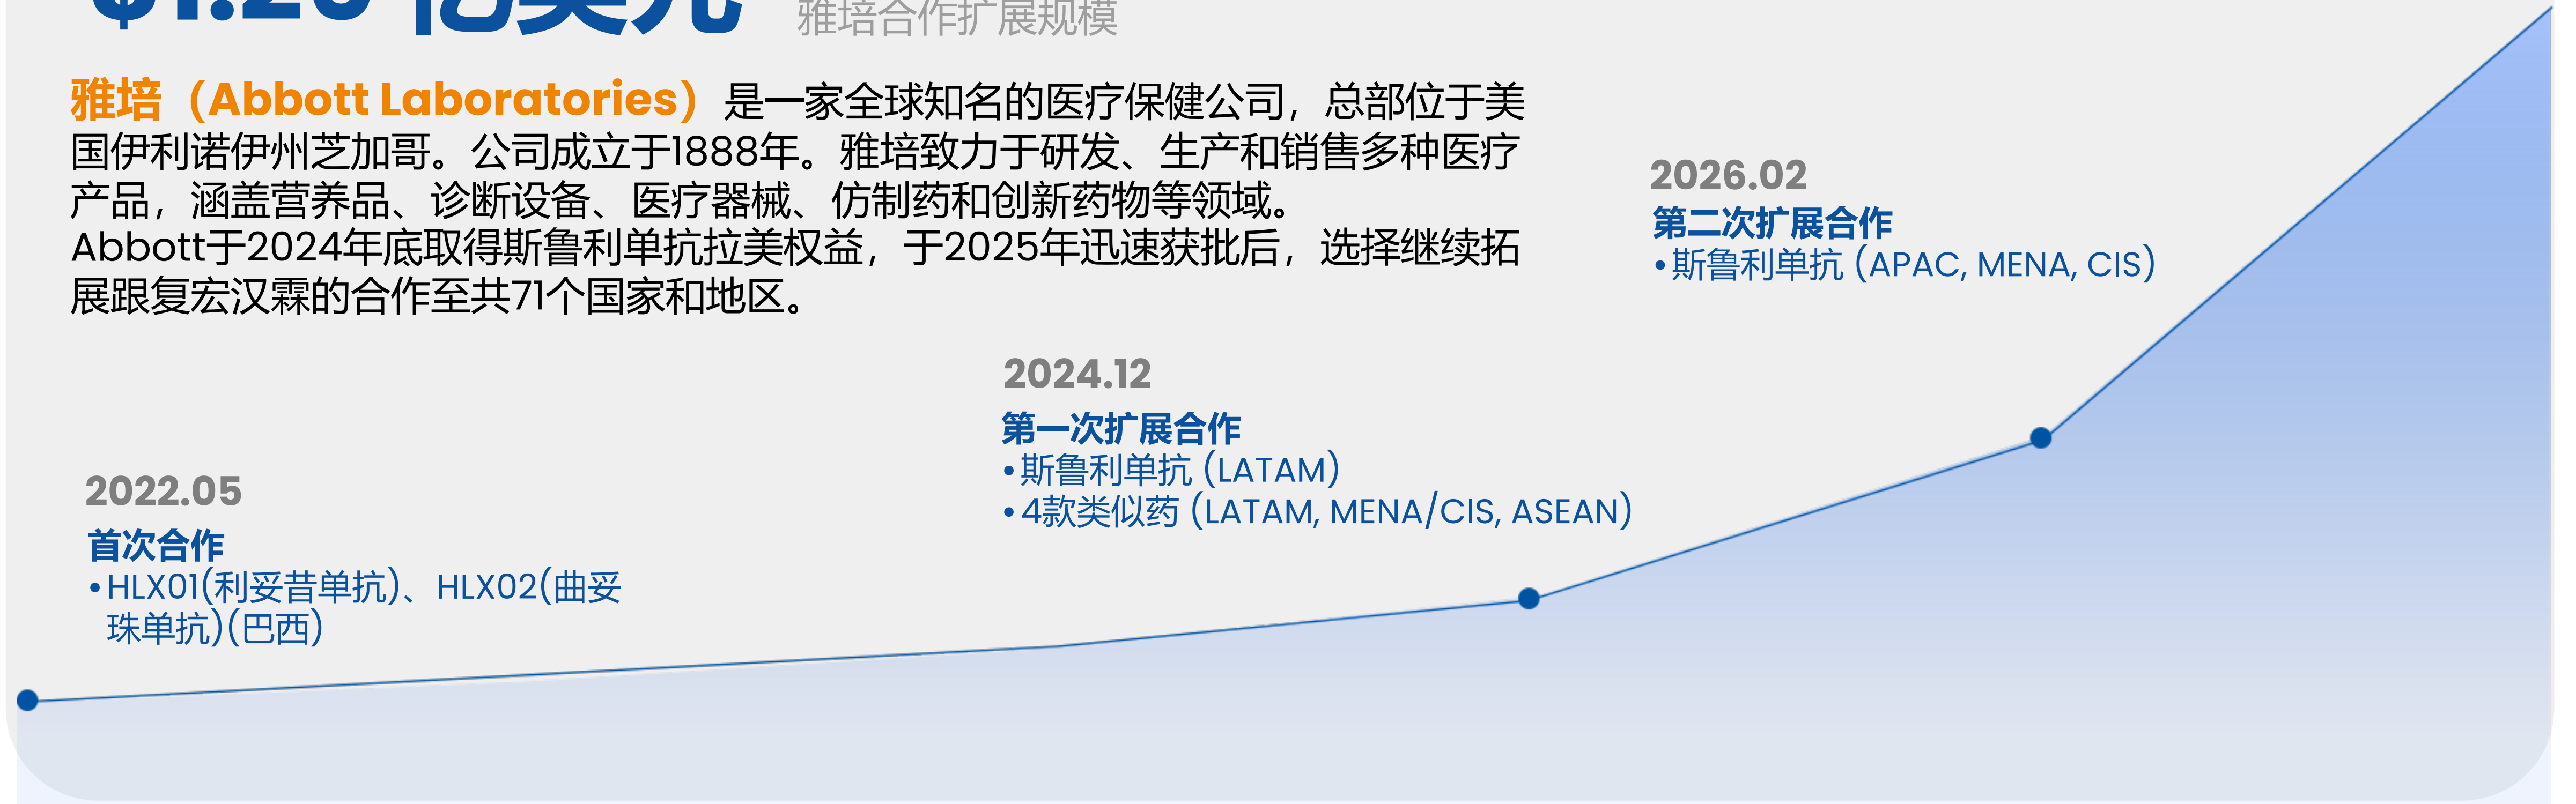 亿美元 雅培合作扩展规模
雅培（Abbott Laboratories）是一家全球知名的医疗保健公司，总部位于美
国伊利诺伊州芝加哥。公司成立于1888年。雅培致力于研发、生产和销售多种医疗
产品，涵盖营养品、诊断设备、医疗器械、仿制药和创新药物等领域。
Abbott于2024年底取得斯鲁利单抗拉美权益，于2025年迅速获批后，选择继续拓
展跟复宏汉霖的合作至共71个国家和地区。
2026.02
第二次扩展合作
•斯鲁利单抗 (APAC, MENA, CIS)
2024.12
第一次扩展合作
•斯鲁利单抗 (LATAM)
•4款类似药 (LATAM, MENA/CIS, ASEAN)
2022.05
首次合作
•HLX01(利妥昔单抗)、HLX02(曲妥
珠单抗)(巴西)